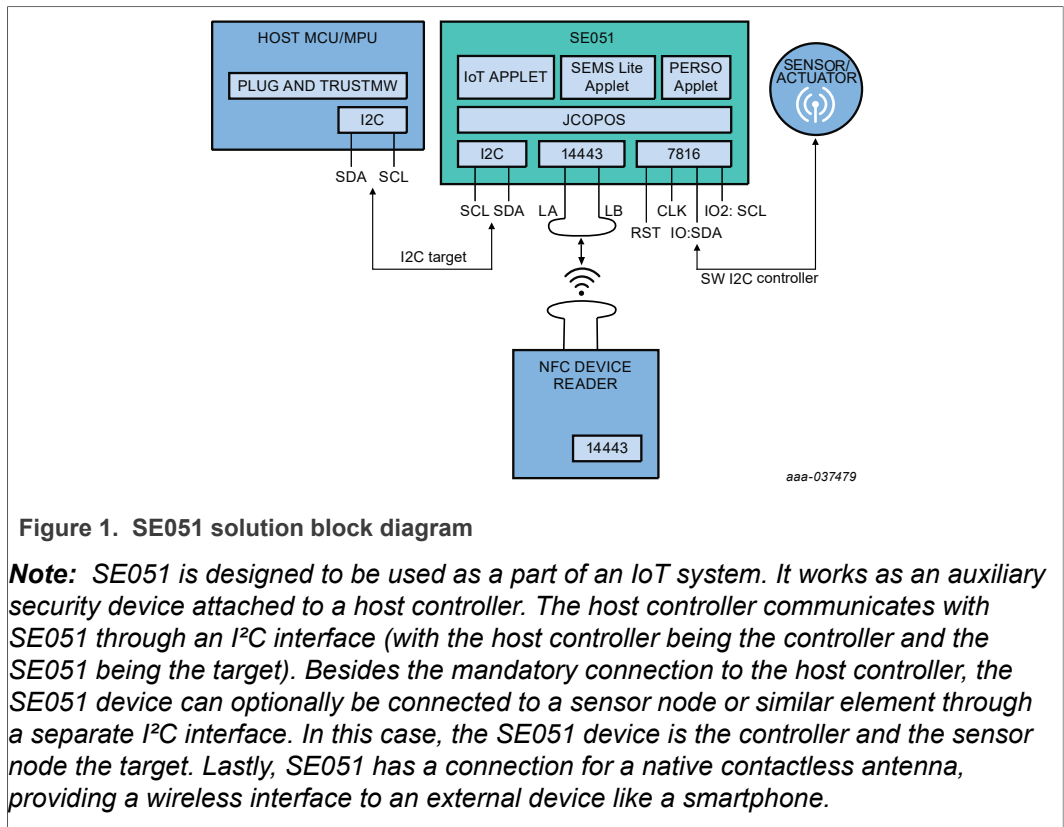 HOST MCU/MPU
PLUG AND TRUSTMW
I2C
SDA SCL
SE051
IoT APPLET
SEMS Lite
Applet
PERSO
Applet
JCOPOS
I2C
14443
7816
SCL SDA LA LB RST CLK IO:SDA IO2: SCL
SENSOR/
ACTUATOR
I2C target
SW I2C controller
NFC DEVICE
READER
14443
aaa-037479
Figure 1. SE051 solution block diagram
Note: SE051 is designed to be used as a part of an IoT system. It works as an auxiliary
security device attached to a host controller. The host controller communicates with
SE051 through an I²C interface (with the host controller being the controller and the
SE051 being the target). Besides the mandatory connection to the host controller, the
SE051 device can optionally be connected to a sensor node or similar element through
a separate I²C interface. In this case, the SE051 device is the controller and the sensor
node the target. Lastly, SE051 has a connection for a native contactless antenna,
providing a wireless interface to an external device like a smartphone.